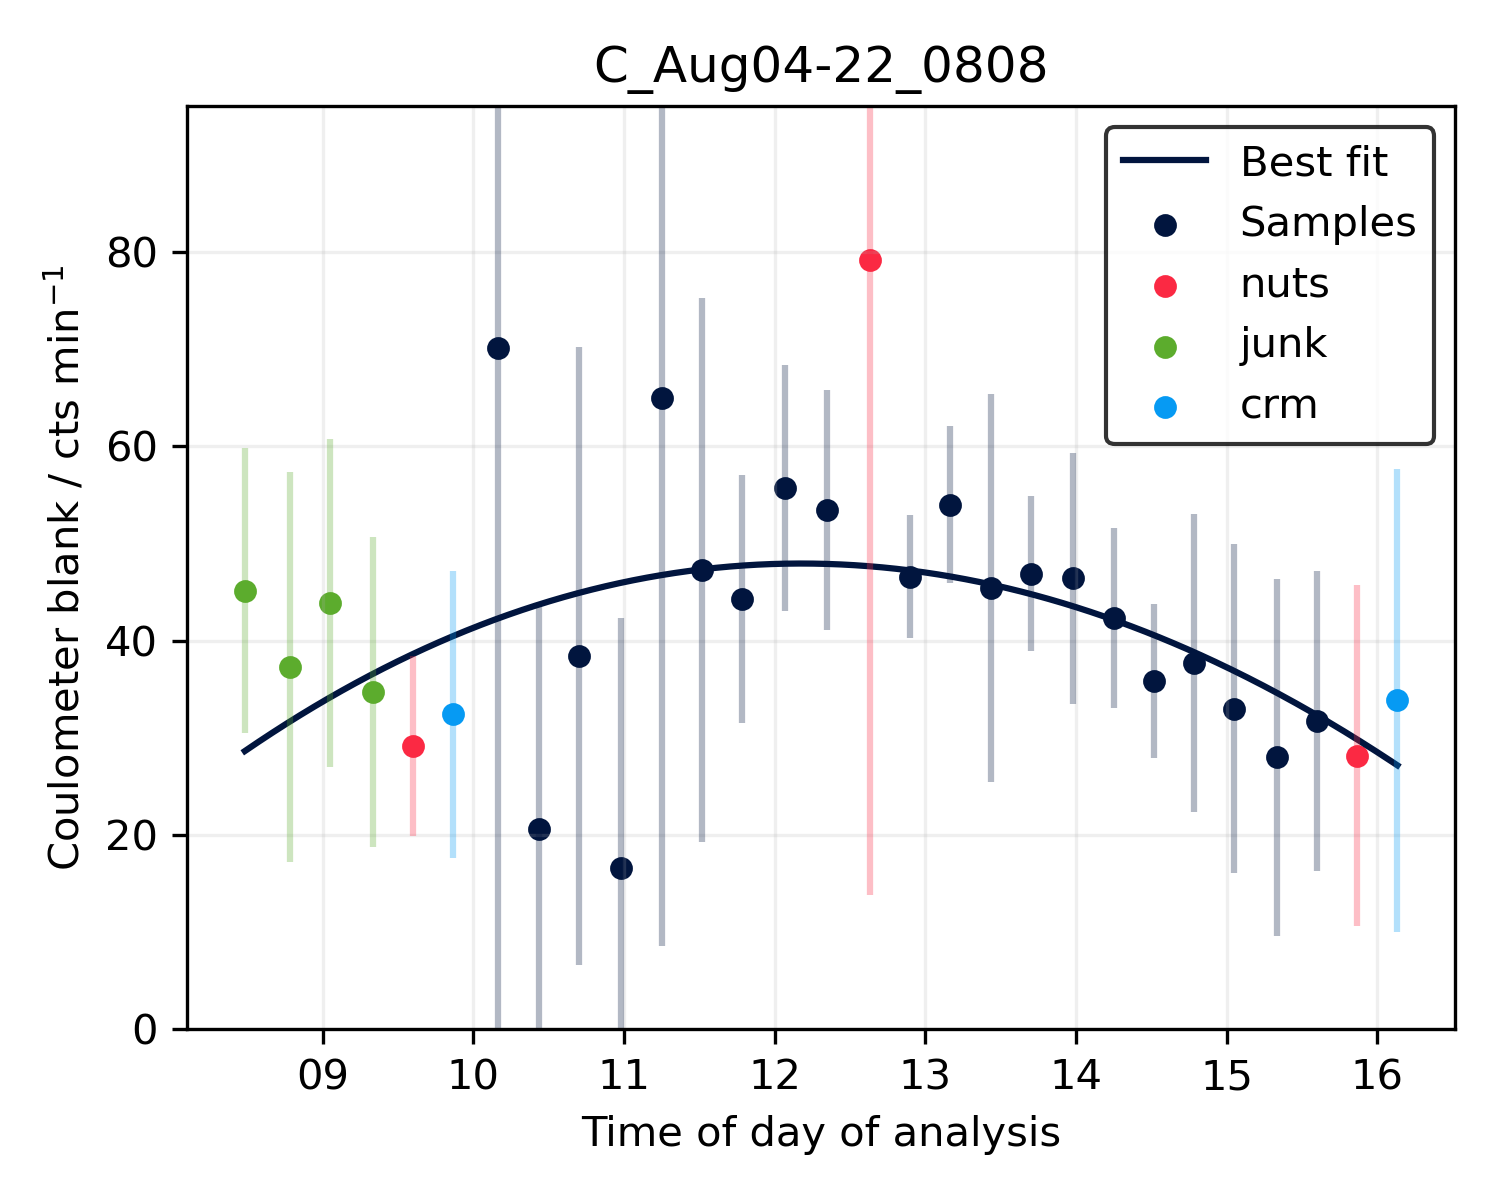 C_Aug04-22_0808
Best fit
Samples
nuts
junk
crm
Coulometer blank / cts min⁻¹
80
60
40
20
0
09 10 11 12 13 14 15 16
Time of day of analysis